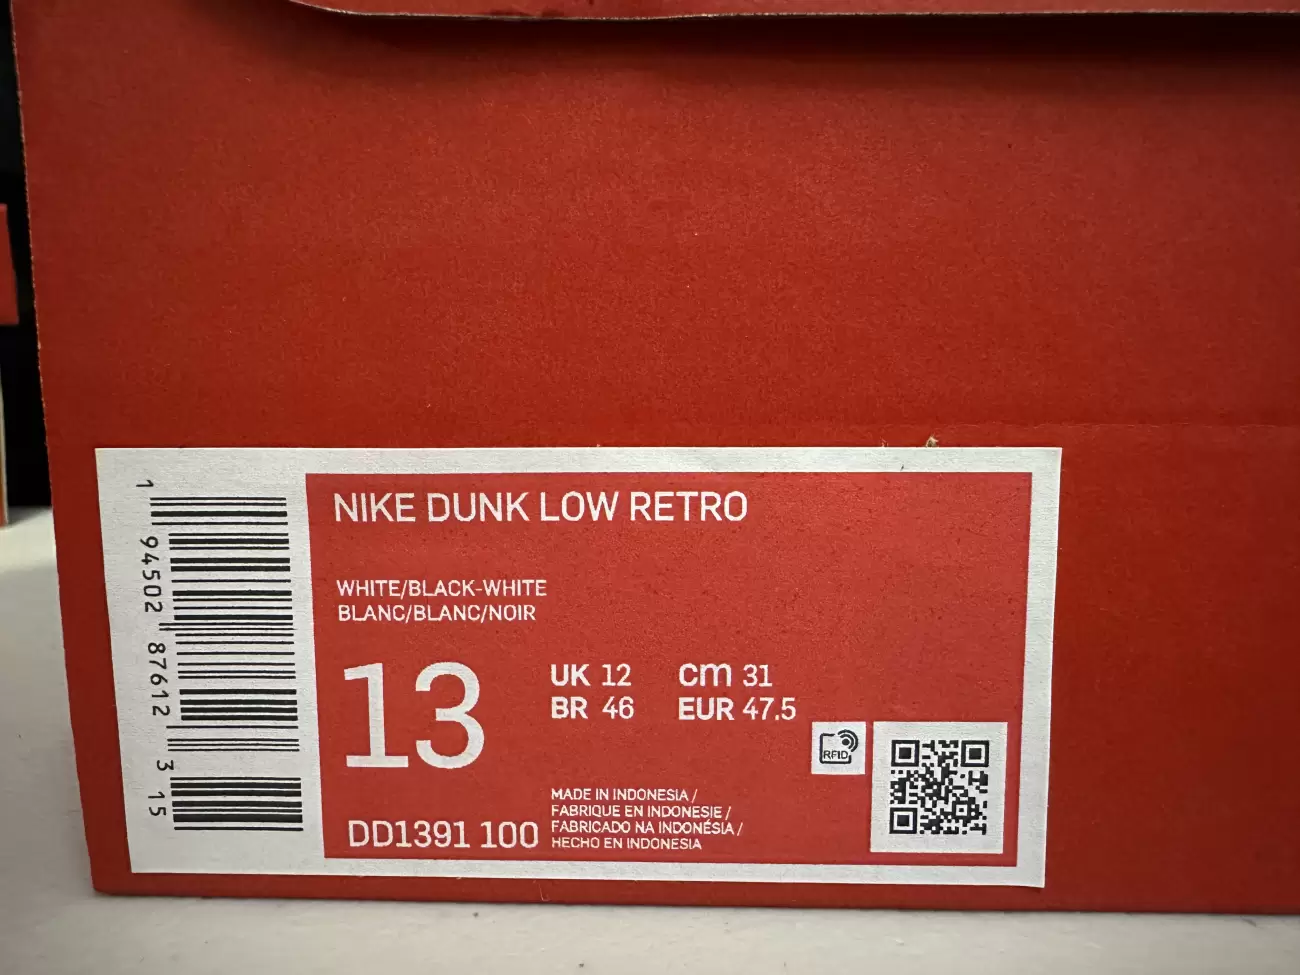 NIKE DUNK LOW RETRO
WHITE/BLACK-WHITE
BLANC/BLANC/NOIR
13
UK 12 cm 31
BR 46 EUR 47.5
RFID
DD1391 100
MADE IN INDONESIA /
FABRIQUE EN INDONESIE /
FABRICADO NA INDONÉSIA /
HECHO EN INDONESIA
1 94502 87612 3 15